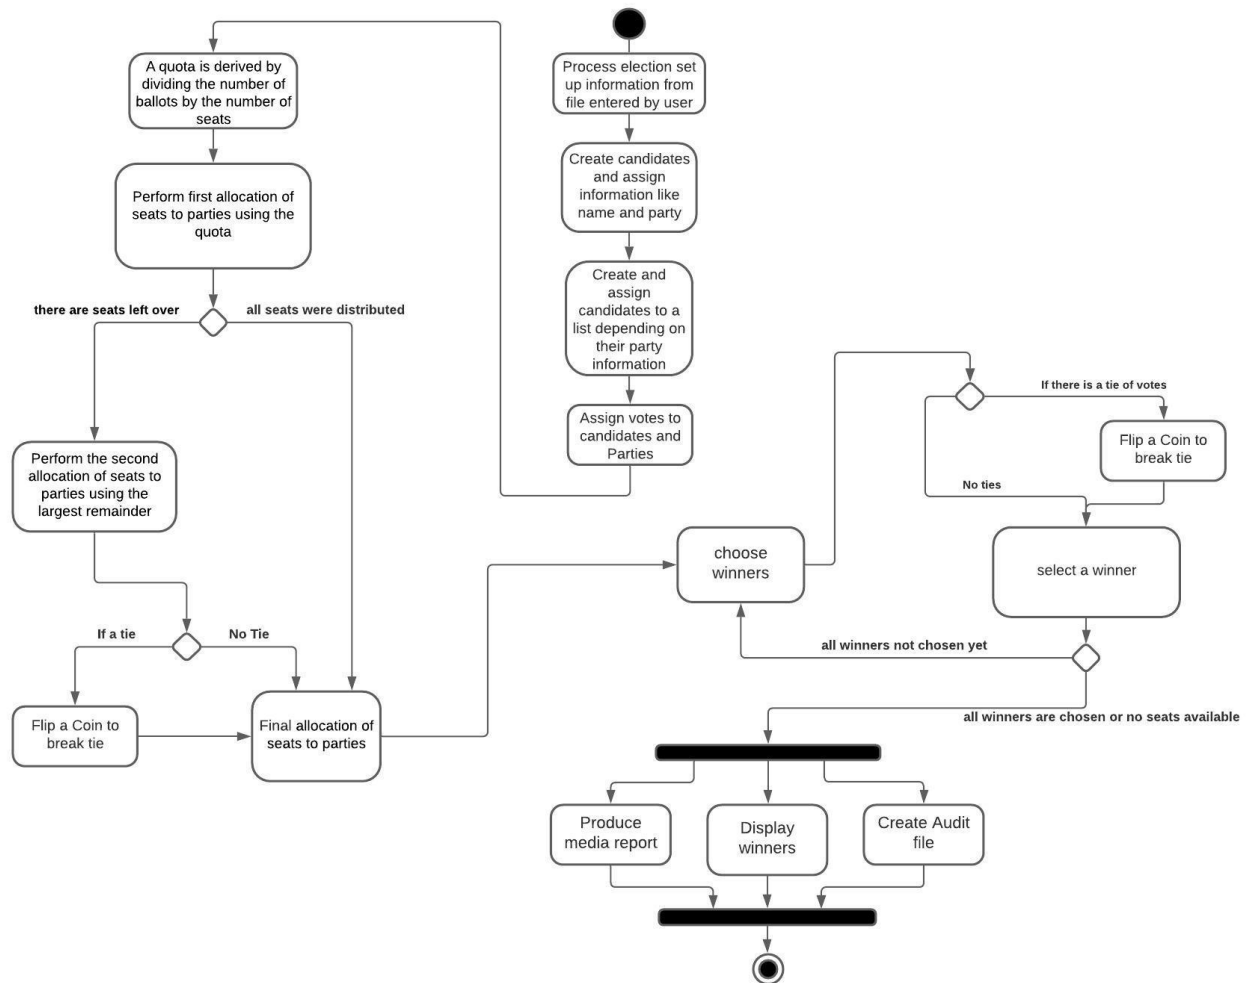 Process election set
up information from
file entered by user
Create candidates
and assign
information like
name and party
Create and
assign
candidates to a
list depending on
their party
information
Assign votes to
candidates and
Parties
A quota is derived by
dividing the number of
ballots by the number of
seats
Perform first allocation of
seats to parties using the
quota
there are seats left over
all seats were distributed
Perform the second
allocation of seats to
parties using the
largest remainder
If a tie
No Tie
Flip a Coin to
break tie
Final allocation of
seats to parties
choose
winners
If there is a tie of votes
Flip a Coin to
break tie
No ties
select a winner
all winners not chosen yet
all winners are chosen or no seats available
Produce
media report
Display
winners
Create Audit
file